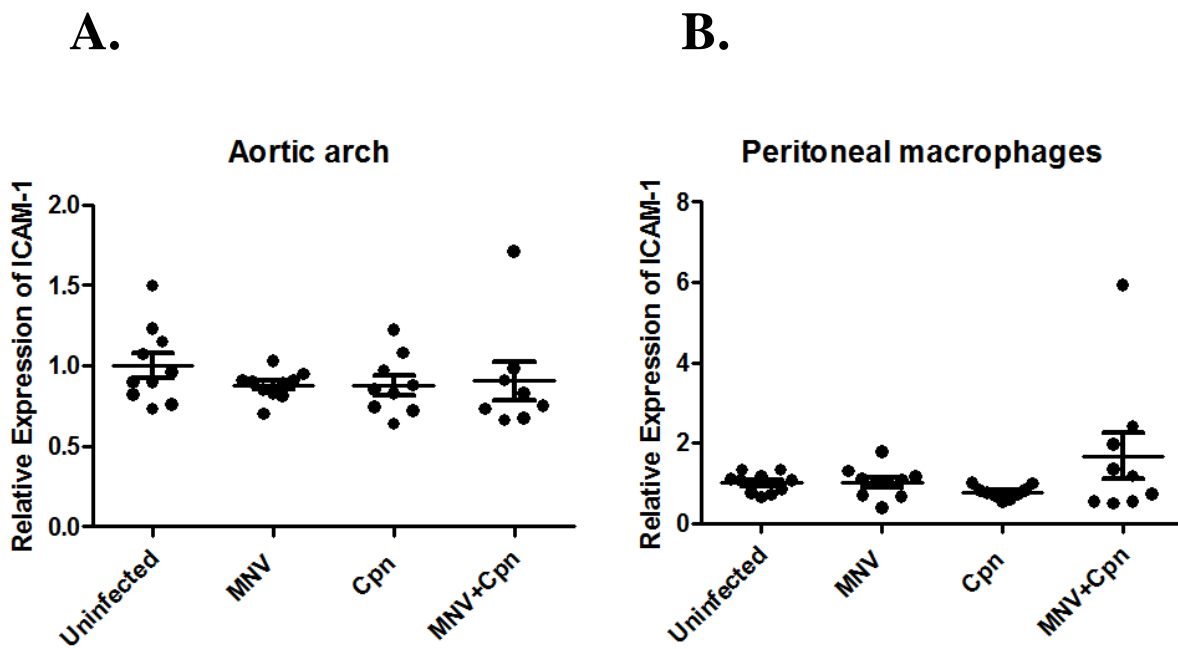 A.
B.
Aortic arch
Peritoneal macrophages
Relative Expression of ICAM-1
2.0
1.5
1.0
0.5
0.0
Uninfected
MNV
Cpn
MNV+Cpn
Relative Expression of ICAM-1
8
6
4
2
0
Uninfected
MNV
Cpn
MNV+Cpn